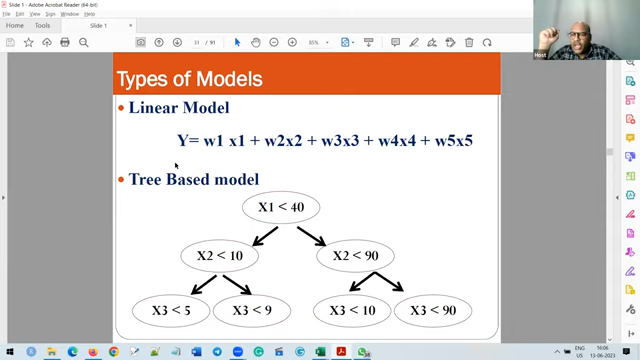 Slide 1 - Adobe Acrobat Reader (64-bit)
File Edit View Sign Window Help
Home Tools Slide 1
31 / 91
85%
Host
Types of Models
• Linear Model
Y= w1 x1 + w2x2 + w3x3 + w4x4 + w5x5
• Tree Based model
X1 < 40
X2 < 10
X2 < 90
X3 < 5
X3 < 9
X3 < 10
X3 < 90
ENG
16:06
13-06-2023